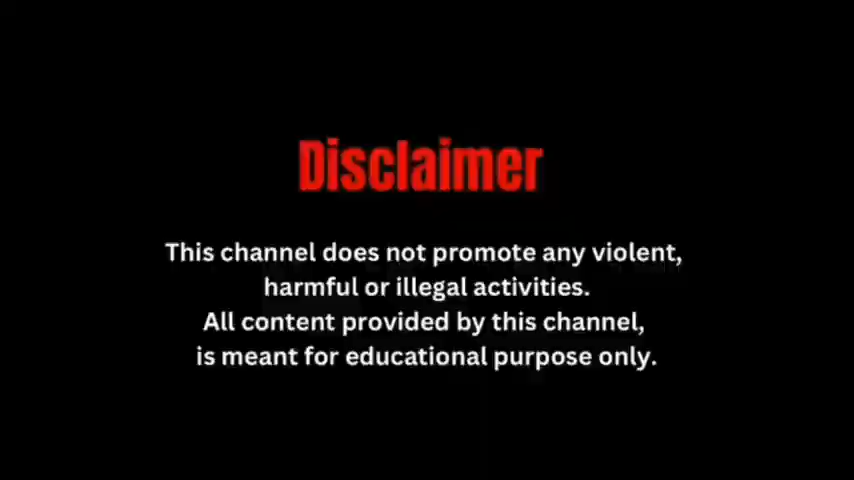 Disclaimer
This channel does not promote any violent,
harmful or illegal activities.
All content provided by this channel,
is meant for educational purpose only.